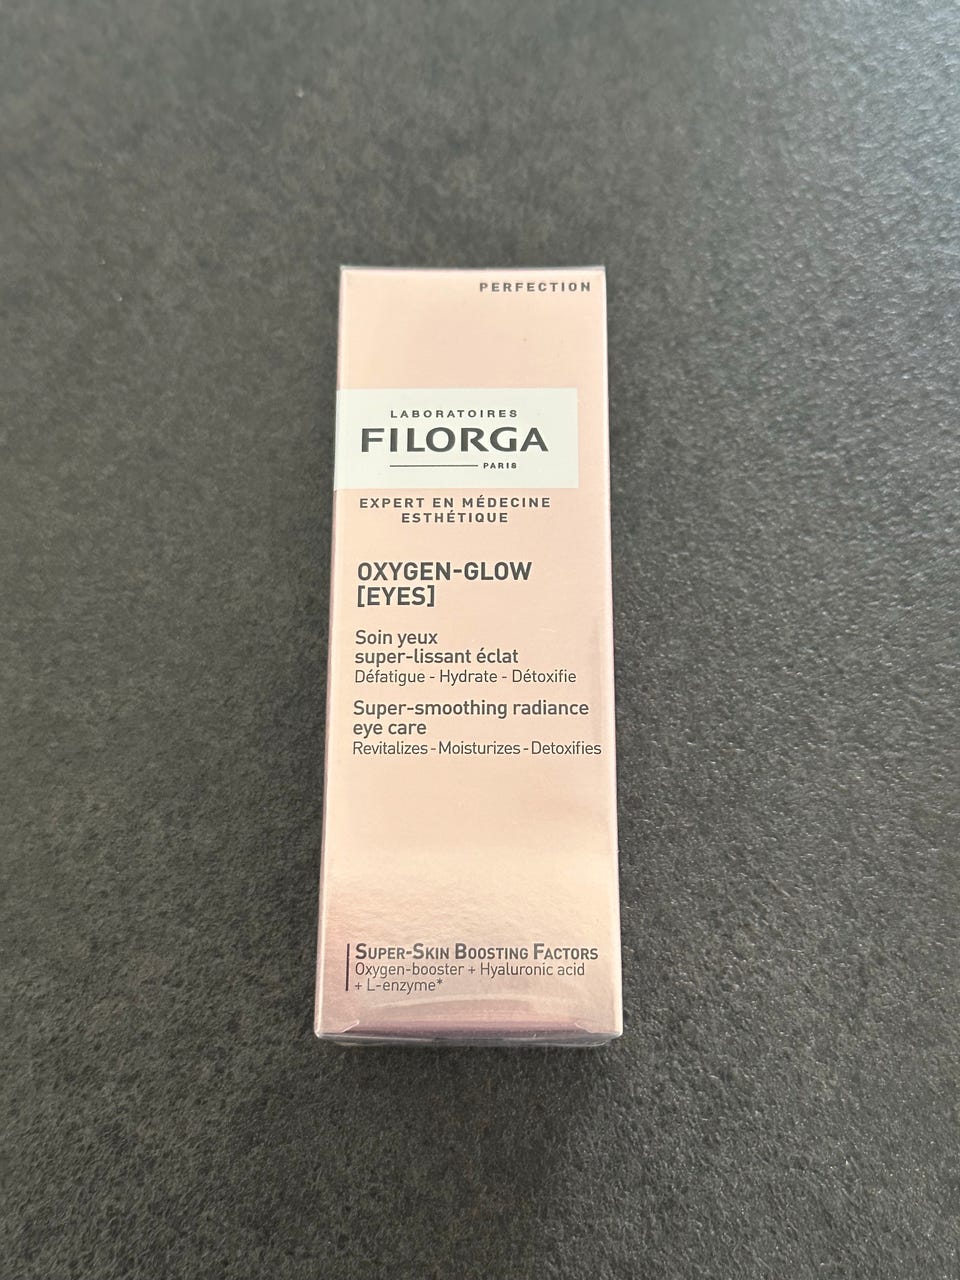 PERFECTION
LABORATOIRES
FILORGA
PARIS
EXPERT EN MÉDECINE
ESTHÉTIQUE
OXYGEN-GLOW
[EYES]
Soin yeux
super-lissant éclat
Défatigue - Hydrate - Détoxifie
Super-smoothing radiance
eye care
Revitalizes - Moisturizes - Detoxifies
SUPER-SKIN BOOSTING FACTORS
Oxygen-booster + Hyaluronic acid
+ L-enzyme*